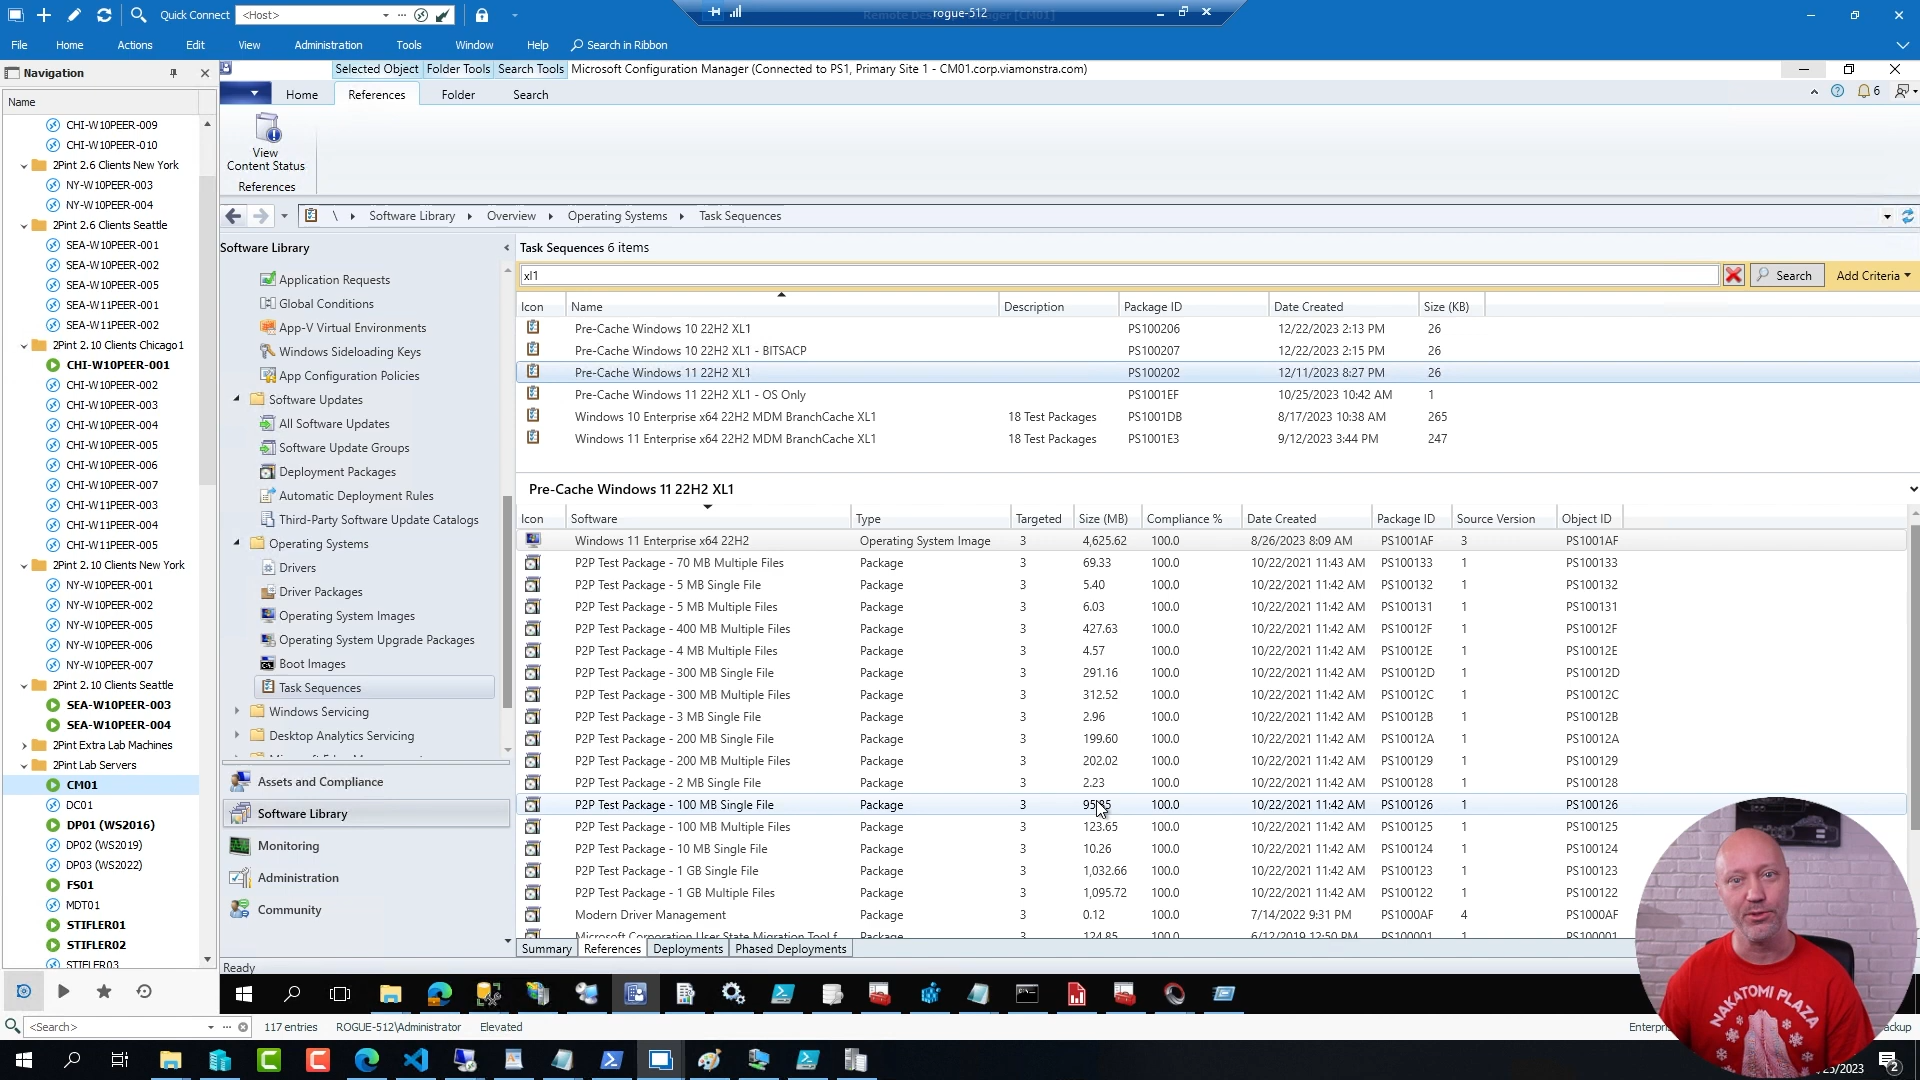 Quick Connect <Host>
rogue-512
File Home Actions Edit View Administration Tools Window Help Search in Ribbon
Navigation
Selected Object Folder Tools Search Tools Microsoft Configuration Manager (Connected to PS1, Primary Site 1 - CM01.corp.viamonstra.com)
Home References Folder Search
6
View
Content Status
References
\ Software Library Overview Operating Systems Task Sequences
Name
CHI-W10PEER-009
CHI-W10PEER-010
2Pint 2.6 Clients New York
NY-W10PEER-003
NY-W10PEER-004
2Pint 2.6 Clients Seattle
SEA-W10PEER-001
SEA-W10PEER-002
SEA-W10PEER-005
SEA-W11PEER-001
SEA-W11PEER-002
2Pint 2.10 Clients Chicago1
CHI-W10PEER-001
CHI-W10PEER-002
CHI-W10PEER-003
CHI-W10PEER-004
CHI-W10PEER-005
CHI-W10PEER-006
CHI-W10PEER-007
CHI-W11PEER-003
CHI-W11PEER-004
CHI-W11PEER-005
2Pint 2.10 Clients New York
NY-W10PEER-001
NY-W10PEER-002
NY-W10PEER-005
NY-W10PEER-006
NY-W10PEER-007
2Pint 2.10 Clients Seattle
SEA-W10PEER-003
SEA-W10PEER-004
2Pint Extra Lab Machines
2Pint Lab Servers
CM01
DC01
DP01 (WS2016)
DP02 (WS2019)
DP03 (WS2022)
FS01
MDT01
STIFLER01
STIFLER02
STIFLER03
Software Library
Application Requests
Global Conditions
App-V Virtual Environments
Windows Sideloading Keys
App Configuration Policies
Software Updates
All Software Updates
Software Update Groups
Deployment Packages
Automatic Deployment Rules
Third-Party Software Update Catalogs
Operating Systems
Drivers
Driver Packages
Operating System Images
Operating System Upgrade Packages
Boot Images
Task Sequences
Windows Servicing
Desktop Analytics Servicing
Assets and Compliance
Software Library
Monitoring
Administration
Community
Task Sequences 6 items
xl1 Search Add Criteria
Icon Name Description Package ID Date Created Size (KB)
Pre-Cache Windows 10 22H2 XL1 PS100206 12/22/2023 2:13 PM 26
Pre-Cache Windows 10 22H2 XL1 - BITSACP PS100207 12/22/2023 2:15 PM 26
Pre-Cache Windows 11 22H2 XL1 PS100202 12/11/2023 8:27 PM 26
Pre-Cache Windows 11 22H2 XL1 - OS Only PS1001EF 10/25/2023 10:42 AM 1
Windows 10 Enterprise x64 22H2 MDM BranchCache XL1 18 Test Packages PS1001DB 8/17/2023 10:38 AM 265
Windows 11 Enterprise x64 22H2 MDM BranchCache XL1 18 Test Packages PS1001E3 9/12/2023 3:44 PM 247
Pre-Cache Windows 11 22H2 XL1
Icon Software Type Targeted Size (MB) Compliance % Date Created Package ID Source Version Object ID
Windows 11 Enterprise x64 22H2 Operating System Image 3 4,625.62 100.0 8/26/2023 8:09 AM PS1001AF 3 PS1001AF
P2P Test Package - 70 MB Multiple Files Package 3 69.33 100.0 10/22/2021 11:43 AM PS100133 1 PS100133
P2P Test Package - 5 MB Single File Package 3 5.40 100.0 10/22/2021 11:42 AM PS100132 1 PS100132
P2P Test Package - 5 MB Multiple Files Package 3 6.03 100.0 10/22/2021 11:42 AM PS100131 1 PS100131
P2P Test Package - 400 MB Multiple Files Package 3 427.63 100.0 10/22/2021 11:42 AM PS10012F 1 PS10012F
P2P Test Package - 4 MB Multiple Files Package 3 4.57 100.0 10/22/2021 11:42 AM PS10012E 1 PS10012E
P2P Test Package - 300 MB Single File Package 3 291.16 100.0 10/22/2021 11:42 AM PS10012D 1 PS10012D
P2P Test Package - 300 MB Multiple Files Package 3 312.52 100.0 10/22/2021 11:42 AM PS10012C 1 PS10012C
P2P Test Package - 3 MB Single File Package 3 2.96 100.0 10/22/2021 11:42 AM PS10012B 1 PS10012B
P2P Test Package - 200 MB Single File Package 3 199.60 100.0 10/22/2021 11:42 AM PS10012A 1 PS10012A
P2P Test Package - 200 MB Multiple Files Package 3 202.02 100.0 10/22/2021 11:42 AM PS100129 1 PS100129
P2P Test Package - 2 MB Single File Package 3 2.23 100.0 10/22/2021 11:42 AM PS100128 1 PS100128
P2P Test Package - 100 MB Single File Package 3 100.0 10/22/2021 11:42 AM PS100126 1 PS100126
P2P Test Package - 100 MB Multiple Files Package 3 123.65 100.0 10/22/2021 11:42 AM PS100125 1 PS100125
P2P Test Package - 10 MB Single File Package 3 10.26 100.0 10/22/2021 11:42 AM PS100124 1 PS100124
P2P Test Package - 1 GB Single File Package 3 1,032.66 100.0 10/22/2021 11:42 AM PS100123 1 PS100123
P2P Test Package - 1 GB Multiple Files Package 3 1,095.72 100.0 10/22/2021 11:42 AM PS100122 1 PS100122
Modern Driver Management Package 3 0.12 100.0 7/14/2022 9:31 PM PS1000AF 4 PS1000AF
Microsoft Corporation User State Migration Tool f Package 3 124.85 100.0 6/12/2019 12:50 PM PS100001 1 PS100001
Summary References Deployments Phased Deployments
Ready
<Search> 117 entries ROGUE-512\Administrator Elevated
NAKATOMI PLAZA
2